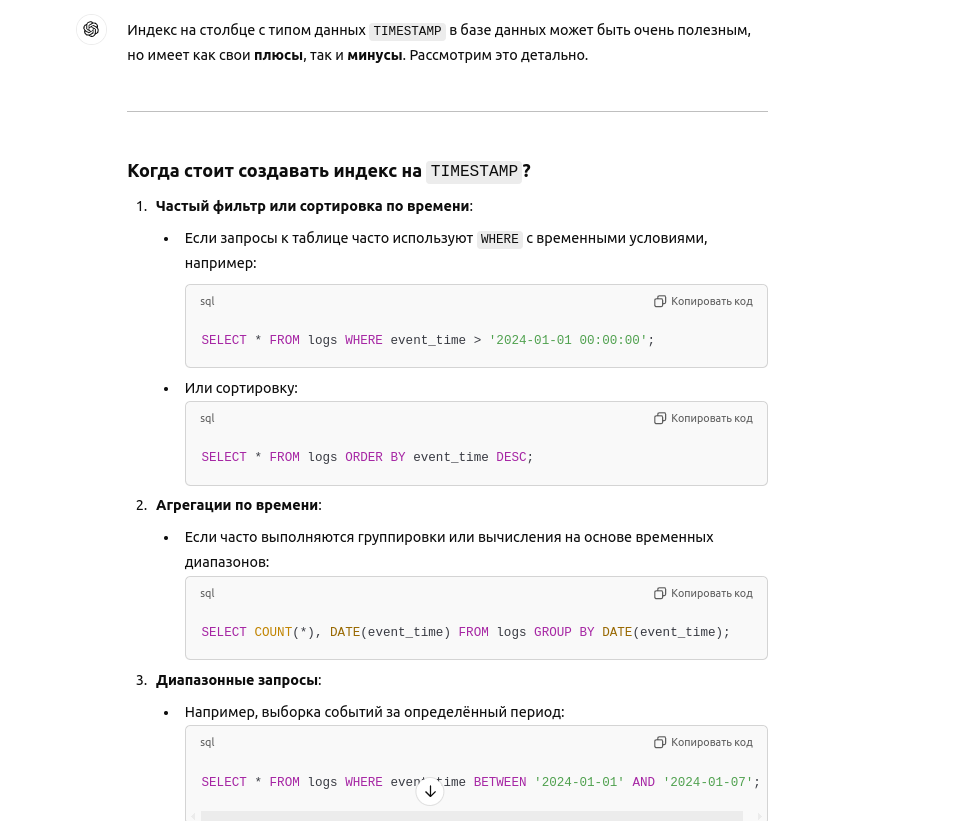 Индекс на столбце с типом данных TIMESTAMP в базе данных может быть очень полезным,
но имеет как свои плюсы, так и минусы. Рассмотрим это детально.
Когда стоит создавать индекс на TIMESTAMP?
1. Частый фильтр или сортировка по времени:
• Если запросы к таблице часто используют WHERE с временными условиями,
например:
sql Копировать код
SELECT * FROM logs WHERE event_time > '2024-01-01 00:00:00';
• Или сортировку:
sql Копировать код
SELECT * FROM logs ORDER BY event_time DESC;
2. Агрегации по времени:
• Если часто выполняются группировки или вычисления на основе временных
диапазонов:
sql Копировать код
SELECT COUNT(*), DATE(event_time) FROM logs GROUP BY DATE(event_time);
3. Диапазонные запросы:
• Например, выборка событий за определённый период:
sql Копировать код
SELECT * FROM logs WHERE event_time BETWEEN '2024-01-01' AND '2024-01-07';